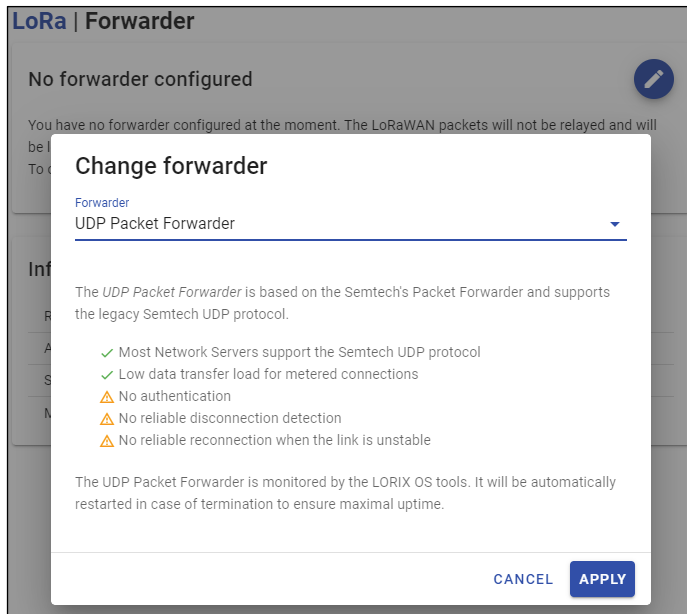 LoRa | Forwarder
No forwarder configured
You have no forwarder configured at the moment. The LoRaWAN packets will not be relayed and will
be l
To
Change forwarder
Forwarder
UDP Packet Forwarder
Inf
R
A
S
M
The UDP Packet Forwarder is based on the Semtech's Packet Forwarder and supports
the legacy Semtech UDP protocol.
Most Network Servers support the Semtech UDP protocol
Low data transfer load for metered connections
No authentication
No reliable disconnection detection
No reliable reconnection when the link is unstable
The UDP Packet Forwarder is monitored by the LORIX OS tools. It will be automatically
restarted in case of termination to ensure maximal uptime.
CANCEL APPLY